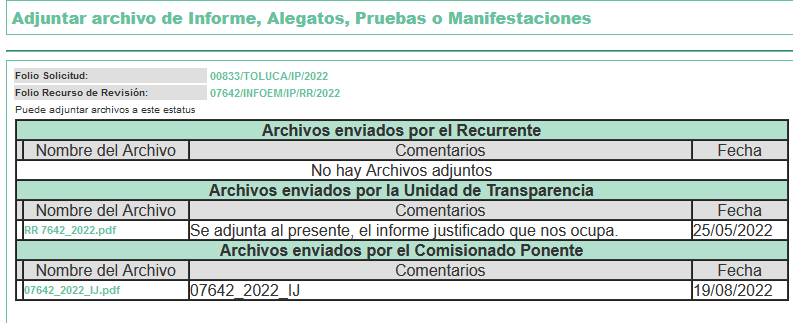 Adjuntar archivo de Informe, Alegatos, Pruebas o Manifestaciones
Folio Solicitud: 00833/TOLUCA/IP/2022
Folio Recurso de Revisión: 07642/INFOEM/IP/RR/2022
Puede adjuntar archivos a este estatus
Archivos enviados por el Recurrente
Nombre del Archivo Comentarios Fecha
No hay Archivos adjuntos
Archivos enviados por la Unidad de Transparencia
Nombre del Archivo Comentarios Fecha
RR 7642_2022.pdf Se adjunta al presente, el informe justificado que nos ocupa. 25/05/2022
Archivos enviados por el Comisionado Ponente
Nombre del Archivo Comentarios Fecha
07642_2022_IJ.pdf 07642_2022_IJ 19/08/2022